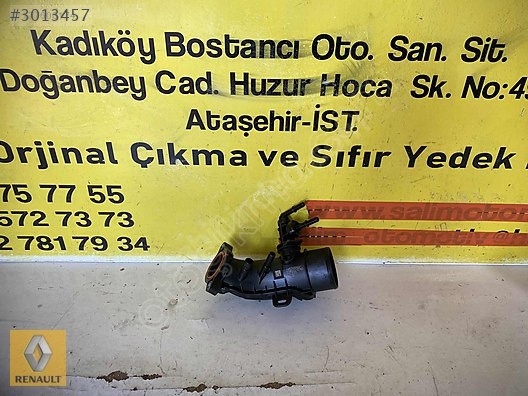 #3013457
Kadıköy Bostancı Oto. San. Sit.
Doğanbey Cad. Huzur Hoca Sk. No:45
Ataşehir-İST.
Orjinal Çıkma ve Sıfır Yedek
75 77 55
572 73 73
2 781 79 34
RENAULT